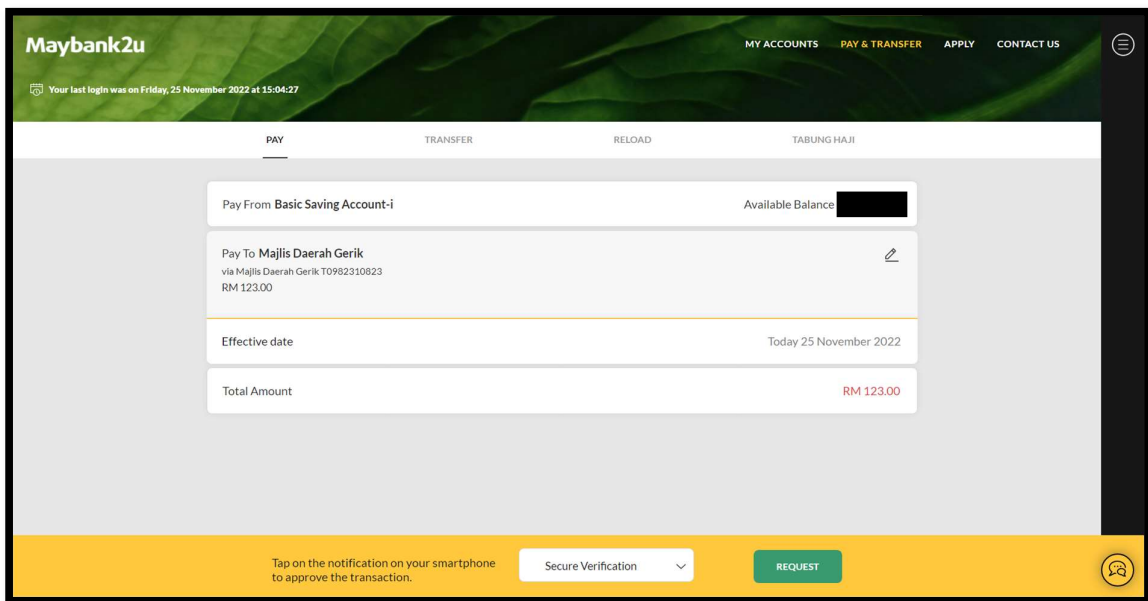 Maybank2u
MY ACCOUNTS PAY & TRANSFER APPLY CONTACT US
Your last login was on Friday, 25 November 2022 at 15:04:27
PAY TRANSFER RELOAD TABUNG HAJI
Pay From Basic Saving Account-i Available Balance
Pay To Majlis Daerah Gerik
via Majlis Daerah Gerik T0982310823
RM 123.00
Effective date Today 25 November 2022
Total Amount RM 123.00
Tap on the notification on your smartphone
to approve the transaction.
Secure Verification
REQUEST